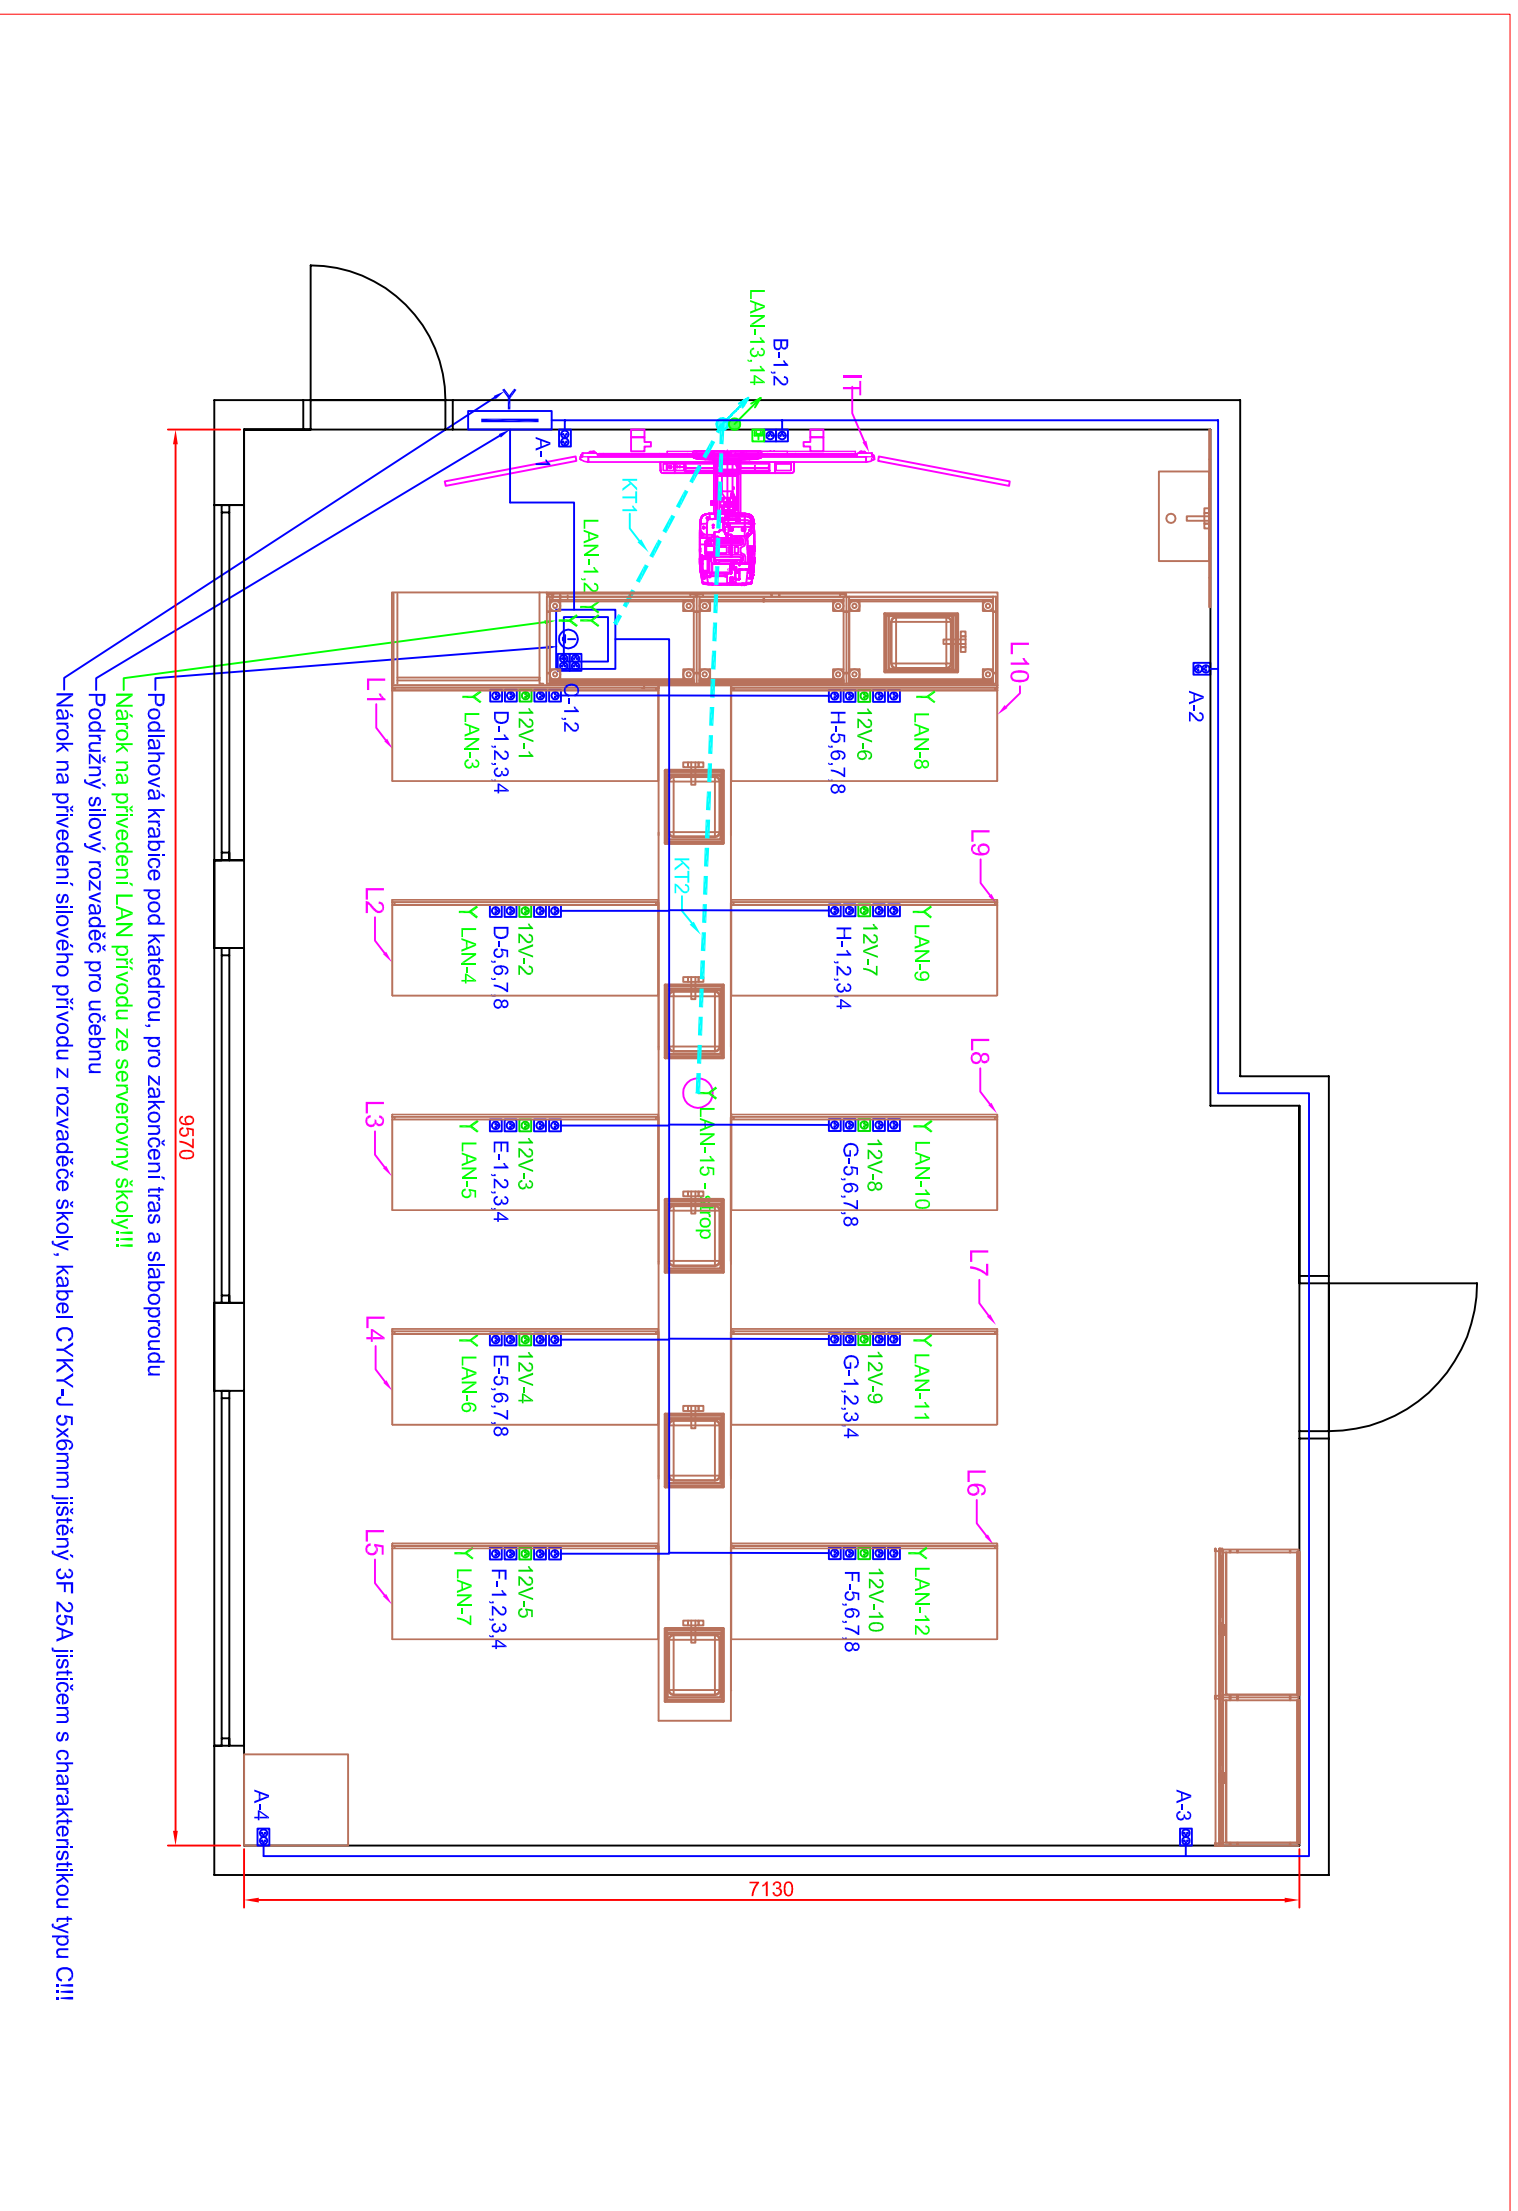 LAN-13,14
B-1,2
IT
A-1
KT1
LAN-1,2
C-1,2
A-2
L10
L1
LAN-3
D-1,2,3,4
12V-1
H-5,6,7,8
12V-6
LAN-8
KT2
L9
L2
LAN-4
D-5,6,7,8
12V-2
H-1,2,3,4
12V-7
LAN-9
L8
LAN-15 - strop
L3
LAN-5
E-1,2,3,4
12V-3
G-5,6,7,8
12V-8
LAN-10
L7
L4
LAN-6
E-5,6,7,8
12V-4
G-1,2,3,4
12V-9
LAN-11
L6
L5
LAN-7
F-1,2,3,4
12V-5
F-5,6,7,8
12V-10
LAN-12
A-3
A-4
9570
7130
Podlahová krabice pod katedrou, pro zakončení tras a slaboproudu
Nárok na přivedení LAN přívodu ze serverovny školy!!!
Podružný silový rozvaděč pro učebnu
Nárok na přivedení silového přívodu z rozvaděče školy, kabel CYKY-J 5x6mm jištěný 3F 25A jističem s charakteristikou typu C!!!